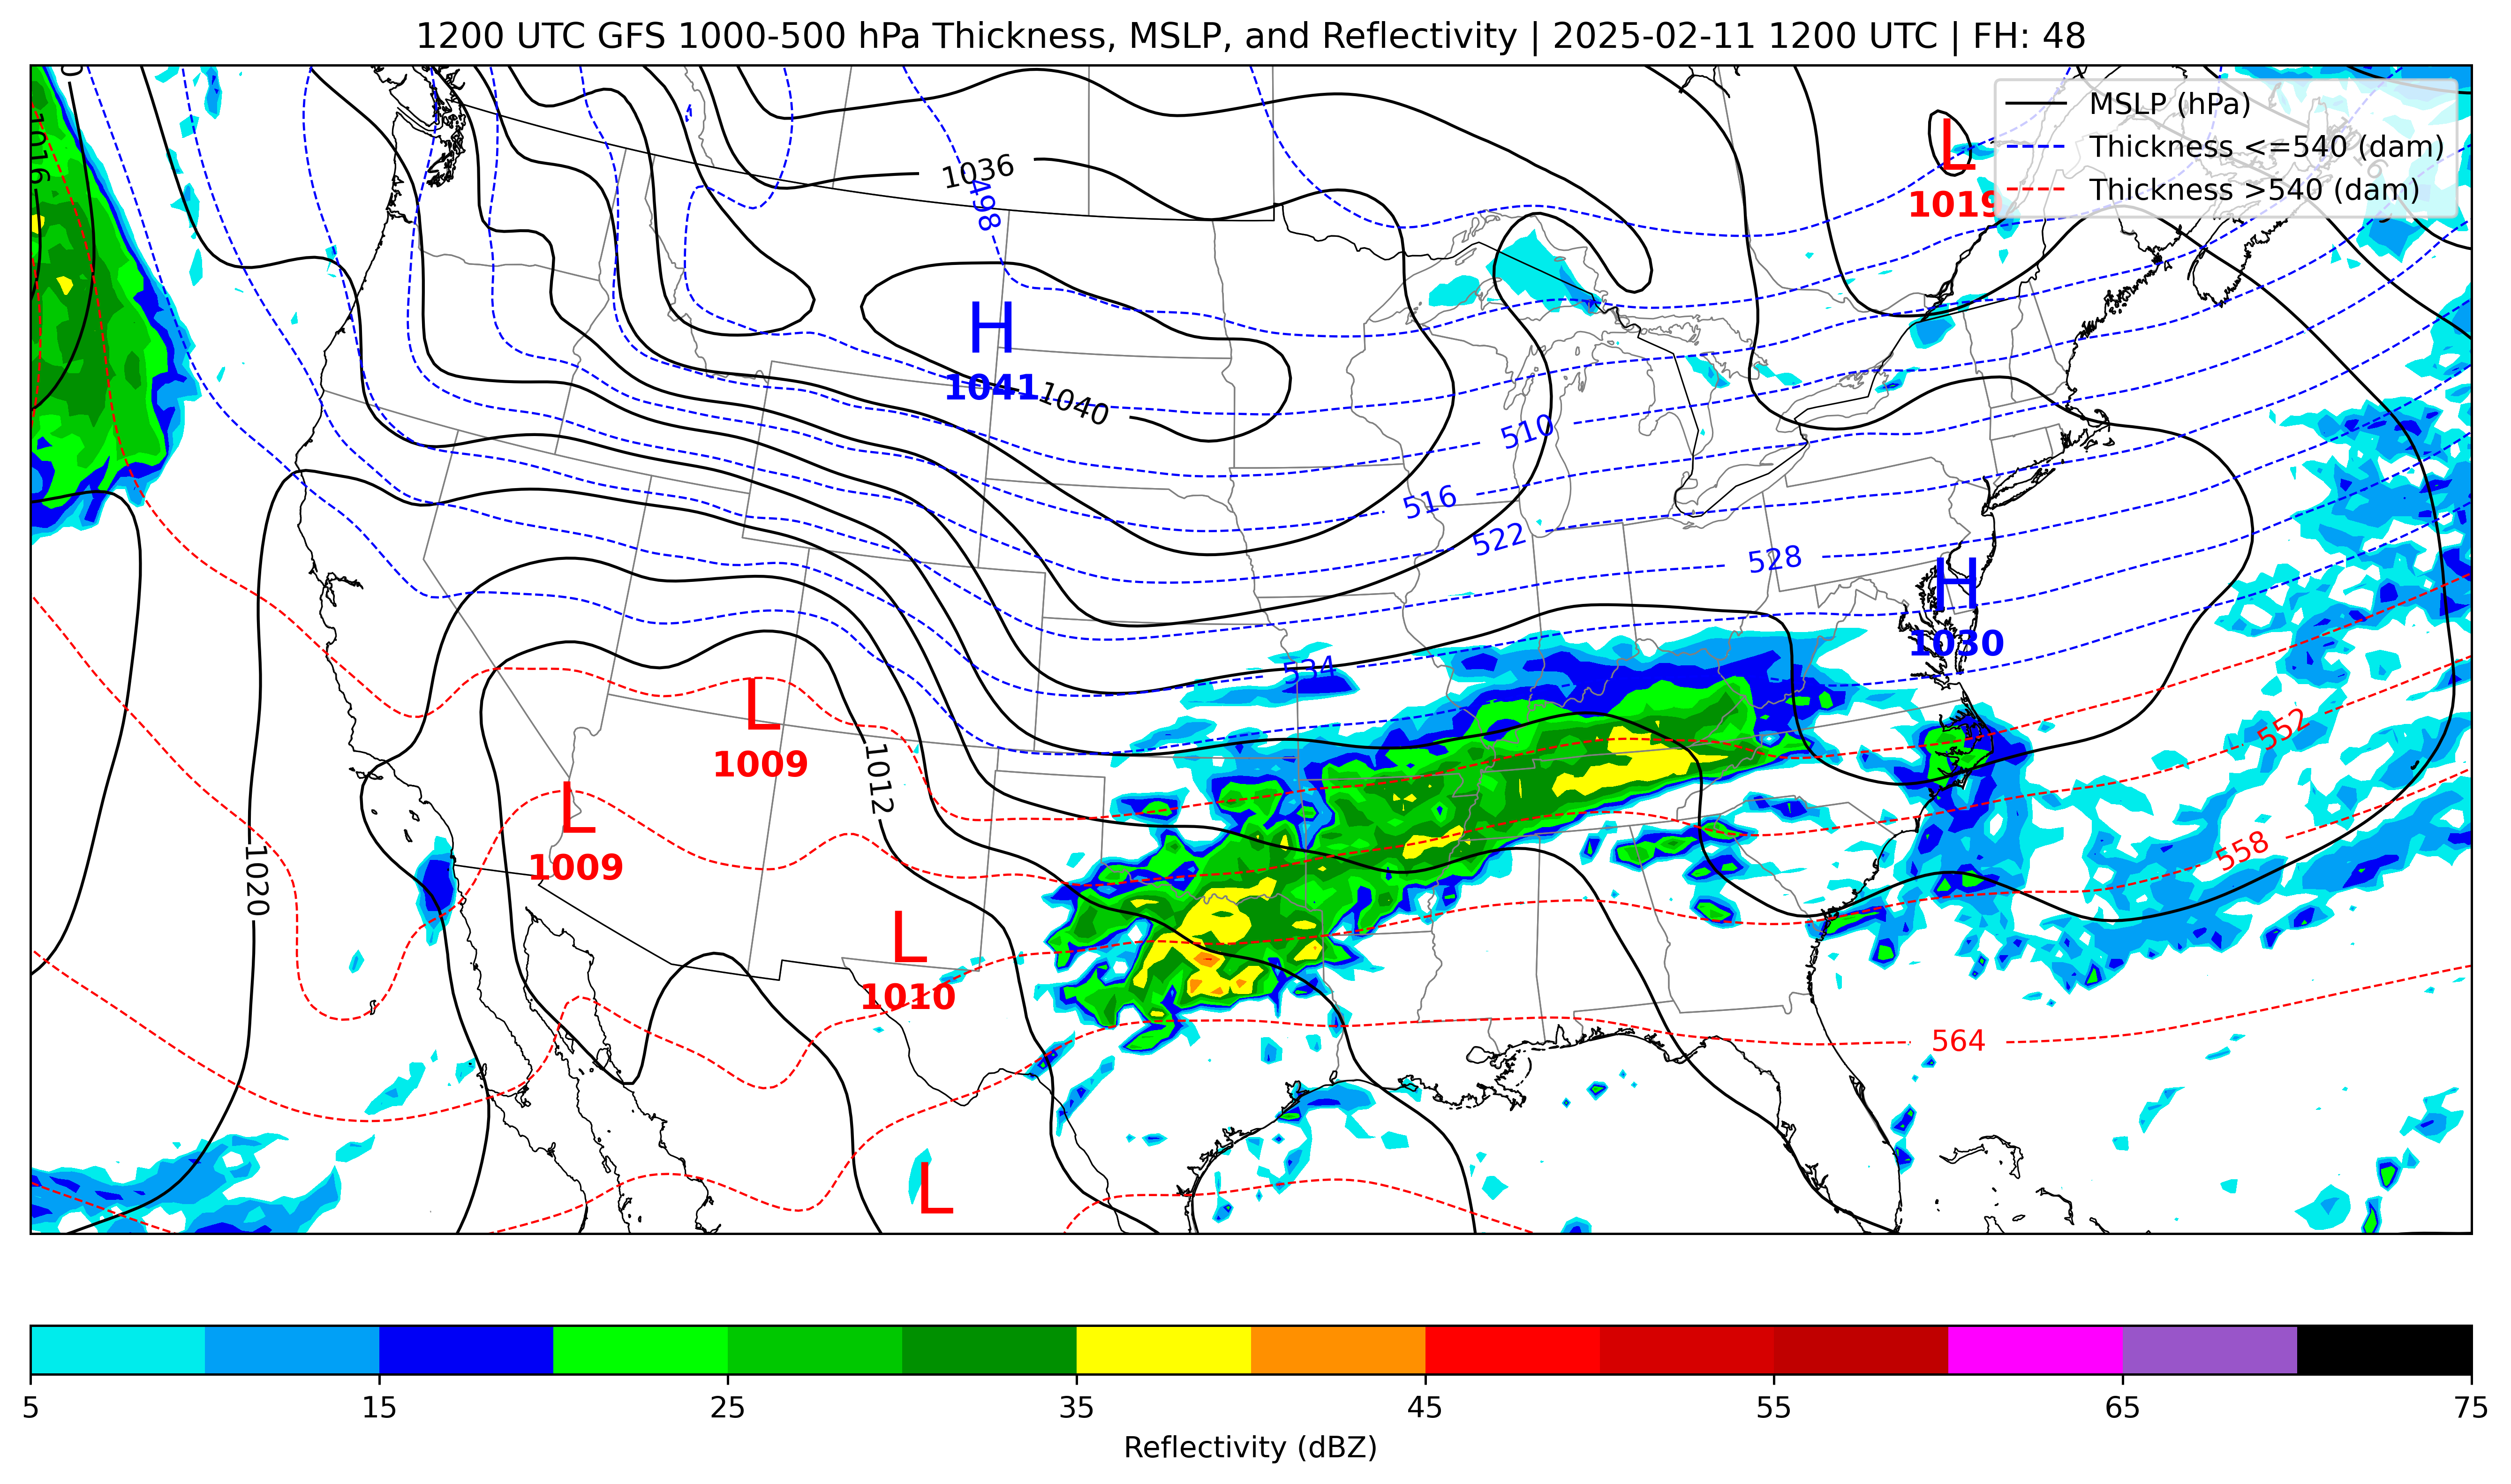 1200 UTC GFS 1000-500 hPa Thickness, MSLP, and Reflectivity | 2025-02-11 1200 UTC | FH: 48
MSLP (hPa)
Thickness <=540 (dam)
Thickness >540 (dam)
1016
1036
498
L
1019
H
1041
1040
510
516
522
528
H
1030
534
L
1009
552
1012
L
1009
1020
558
L
1010
564
L
5 15 25 35 45 55 65 75
Reflectivity (dBZ)